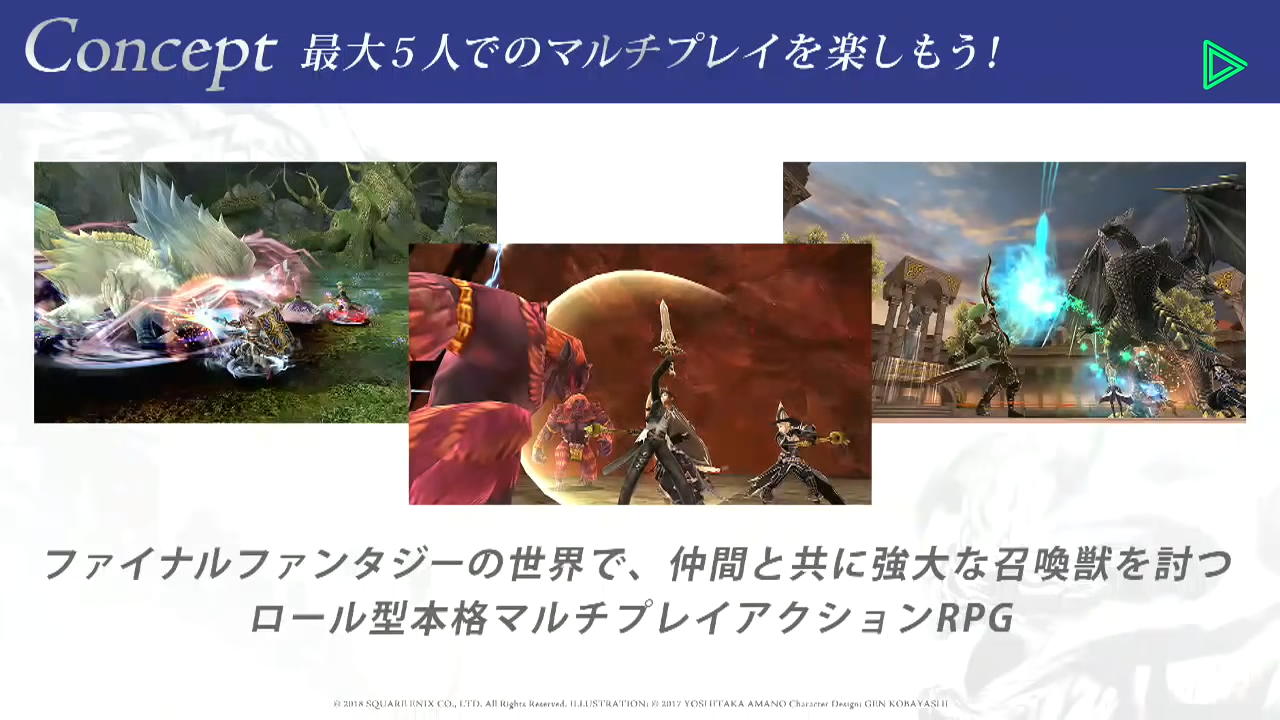 Concept 最大5人でのマルチプレイを楽しもう!
ファイナルファンタジーの世界で、仲間と共に強大な召喚獣を討つ
ロール型本格マルチプレイアクションRPG
© 2018 SQUARE ENIX CO., LTD. All Rights Reserved. ILLUSTRATION: © 2017 YOSHITAKA AMANO Character Design: GEN KOBAYASHI